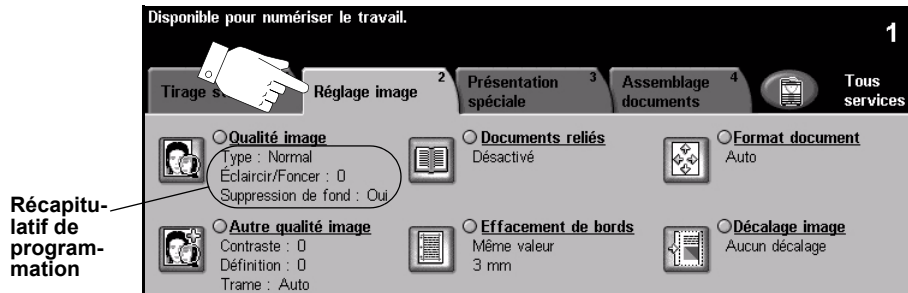 Disponible pour numériser le travail.
1
Tirage
Réglage image 2
Présentation spéciale 3
Assemblage documents 4
Tous services
Qualité image
Type : Normal
Éclaircir/Foncer : 0
Suppression de fond : Oui
Documents reliés
Désactivé
Format document
Auto
Récapitu-
latif de
program-
mation
Autre qualité image
Contraste : 0
Définition : 0
Trame : Auto
Effacement de bords
Même valeur
3 mm
Décalage image
Aucun décalage